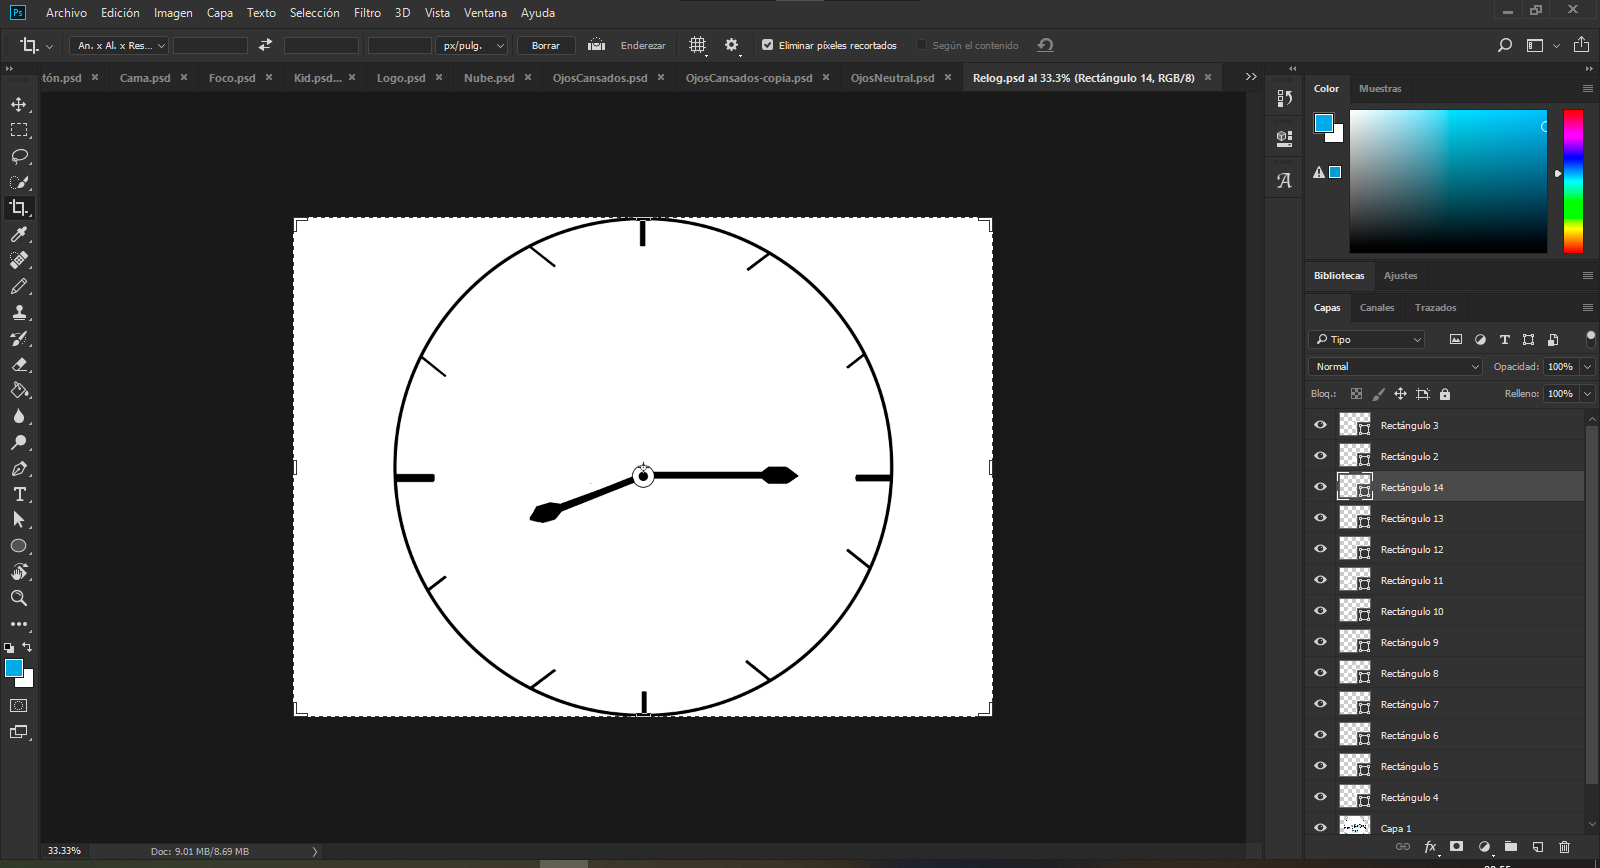 Ps Archivo Edición Imagen Capa Texto Selección Filtro 3D Vista Ventana Ayuda
An. x Al. x Res... px/pulg. Borrar Enderezar Eliminar píxeles recortados Según el contenido
tón.psd × Cama.psd × Foco.psd × Kid.psd... × Logo.psd × Nube.psd × OjosCansados.psd × OjosCansados-copia.psd × OjosNeutral.psd × Relog.psd al 33.3% (Rectángulo 14, RGB/8) ×
Color Muestras
Bibliotecas Ajustes
Capas Canales Trazados
Tipo
Normal Opacidad: 100%
Bloq.: Relleno: 100%
Rectángulo 3
Rectángulo 2
Rectángulo 14
Rectángulo 13
Rectángulo 12
Rectángulo 11
Rectángulo 10
Rectángulo 9
Rectángulo 8
Rectángulo 7
Rectángulo 6
Rectángulo 5
Rectángulo 4
Capa 1
fx
33.33% Doc: 9.01 MB/8.69 MB